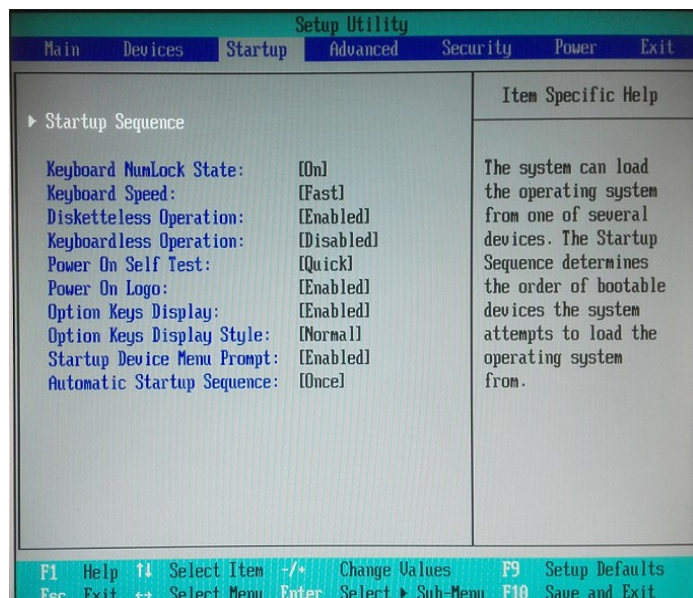 Setup Utility
Main Devices Startup Advanced Security Power Exit
Item Specific Help
▶ Startup Sequence
Keyboard NumLock State: [On]
Keyboard Speed: [Fast]
Disketteless Operation: [Enabled]
Keyboardless Operation: [Disabled]
Power On Self Test: [Quick]
Power On Logo: [Enabled]
Option Keys Display: [Enabled]
Option Keys Display Style: [Normal]
Startup Device Menu Prompt: [Enabled]
Automatic Startup Sequence: [Once]
The system can load
the operating system
from one of several
devices. The Startup
Sequence determines
the order of bootable
devices the system
attempts to load the
operating system
from.
F1 Help ↑↓ Select Item -/+ Change Values F9 Setup Defaults
Esc Exit ↔ Select Menu Enter Select ▶ Sub-Menu F10 Save and Exit